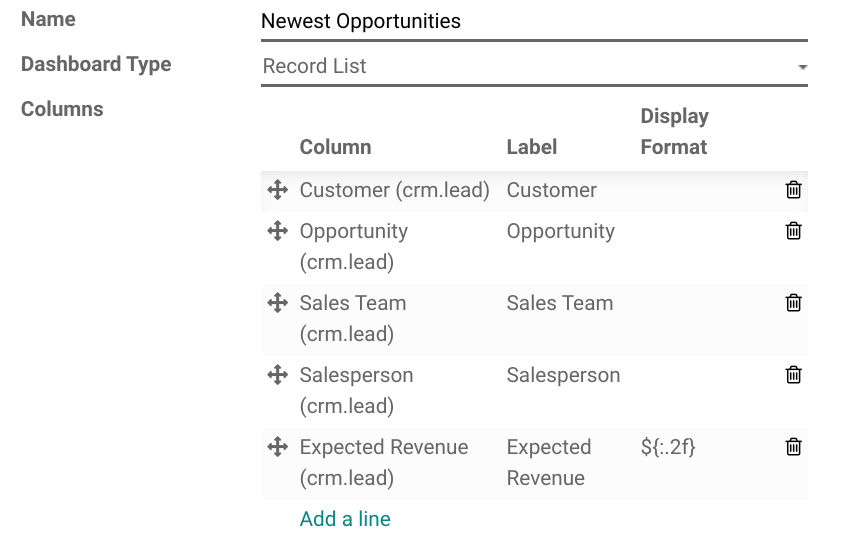 Name
Newest Opportunities
Dashboard Type
Record List
Columns
Column
Label
Display
Format
Customer (crm.lead)
Customer
Opportunity
(crm.lead)
Opportunity
Sales Team
(crm.lead)
Sales Team
Salesperson
(crm.lead)
Salesperson
Expected Revenue
(crm.lead)
Expected
Revenue
${:.2f}
Add a line